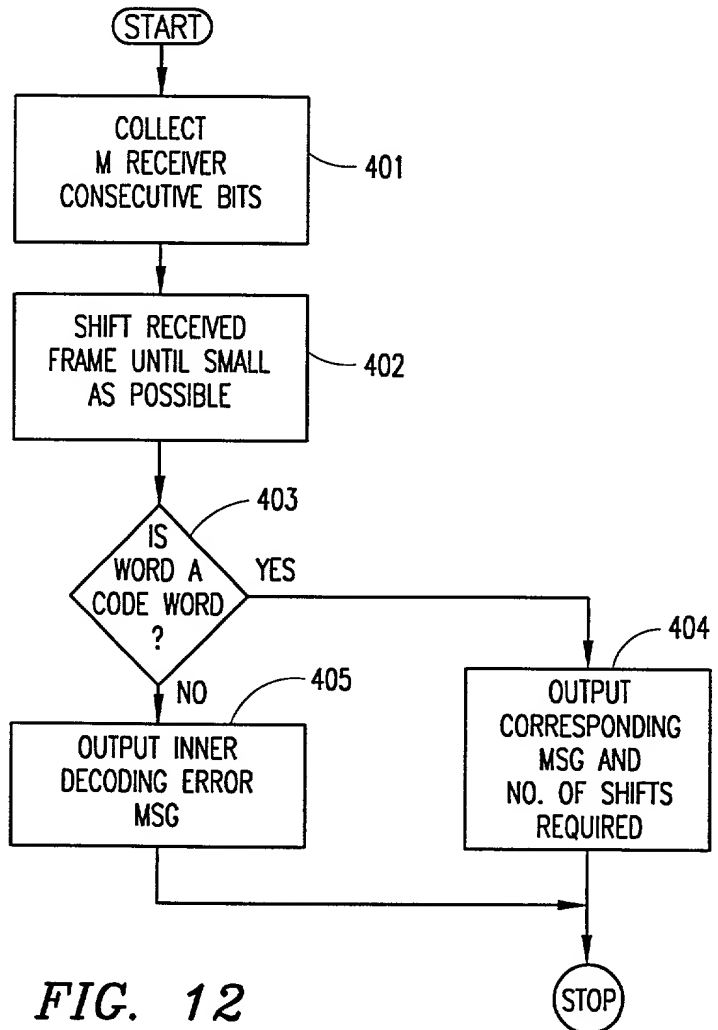 START
COLLECT
M RECEIVER
CONSECUTIVE BITS
401
SHIFT RECEIVED
FRAME UNTIL SMALL
AS POSSIBLE
402
IS
WORD A
CODE WORD
?
403
YES
NO
404
OUTPUT
CORRESPONDING
MSG AND
NO. OF SHIFTS
REQUIRED
405
OUTPUT INNER
DECODING ERROR
MSG
STOP
FIG. 12